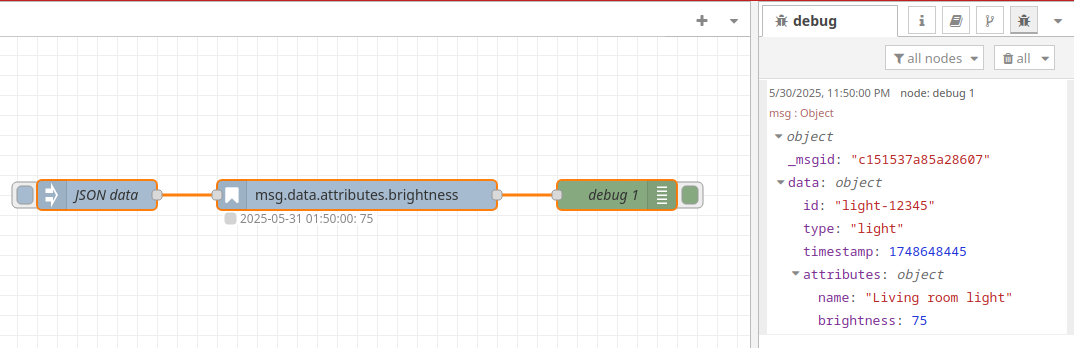 debug
all nodes
all
5/30/2025, 11:50:00 PM node: debug 1
msg : Object
object
_msgid: "c151537a85a28607"
data: object
id: "light-12345"
type: "light"
timestamp: 1748648445
attributes: object
name: "Living room light"
brightness: 75
JSON data
msg.data.attributes.brightness
debug 1
2025-05-31 01:50:00: 75